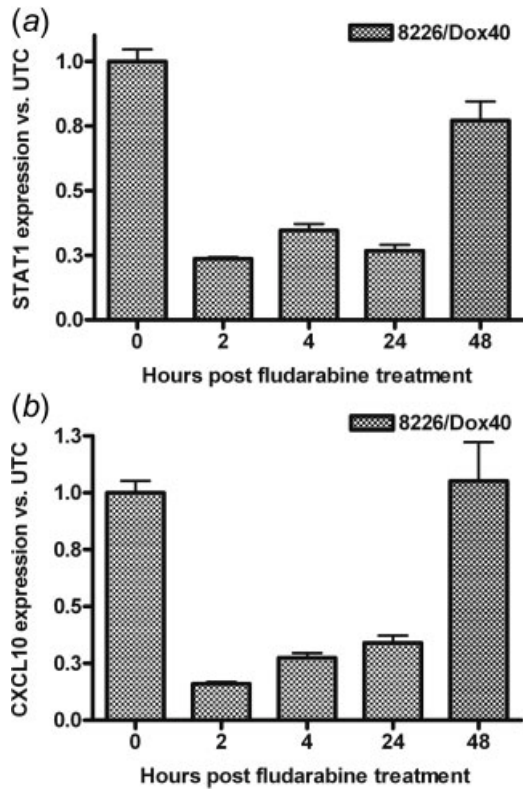 (a)
8226/Dox40
STAT1 expression vs. UTC
1.0
0.8
0.5
0.3
0.0
0 2 4 24 48
Hours post fludarabine treatment
(b)
8226/Dox40
CXCL10 expression vs. UTC
1.3
1.0
0.8
0.5
0.3
0.0
0 2 4 24 48
Hours post fludarabine treatment